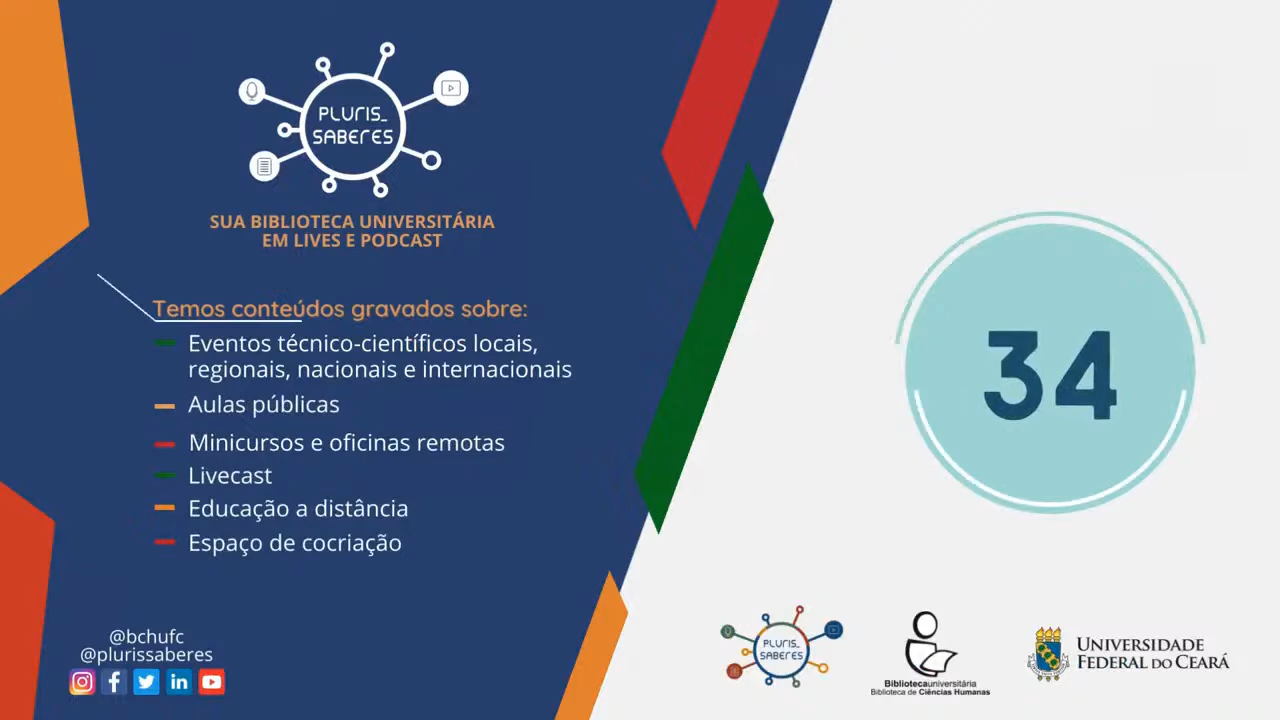 PLURIS_
SABERES
SUA BIBLIOTECA UNIVERSITÁRIA
EM LIVES E PODCAST
Temos conteúdos gravados sobre:
Eventos técnico-científicos locais,
regionais, nacionais e internacionais
Aulas públicas
Minicursos e oficinas remotas
Livecast
Educação a distância
Espaço de cocriação
@bchufc
@plurissaberes
34
PLURIS_
SABERES
Bibliotecauniversitária
Biblioteca de Ciências Humanas
UNIVERSIDADE
FEDERAL DO CEARÁ